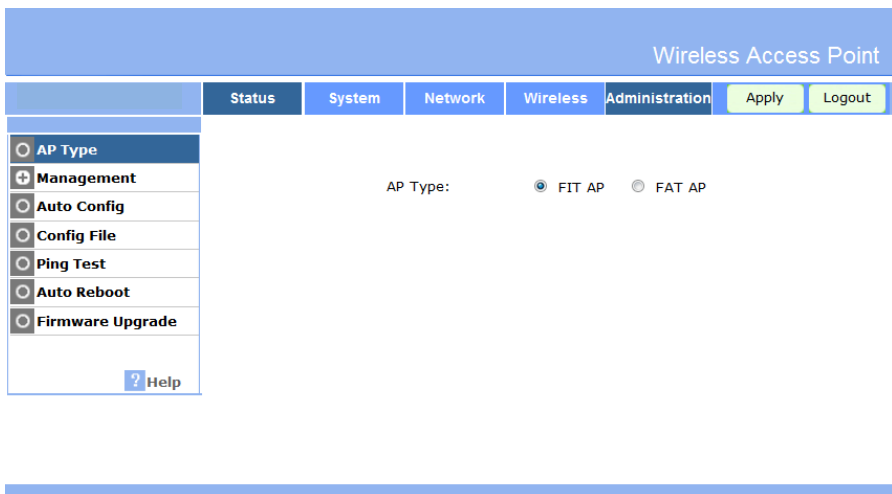 Wireless Access Point
Status System Network Wireless Administration Apply Logout
AP Type
Management
Auto Config
Config File
Ping Test
Auto Reboot
Firmware Upgrade
? Help
AP Type: FIT AP FAT AP